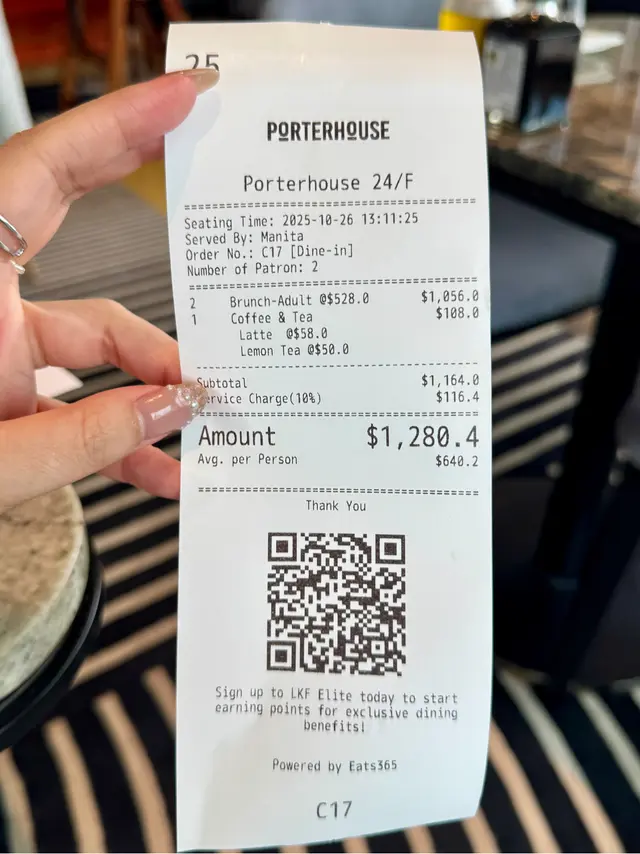 25
PORTERHOUSE
Porterhouse 24/F
Seating Time: 2025-10-26 13:11:25
Served By: Manita
Order No.: C17 [Dine-in]
Number of Patron: 2
2 Brunch-Adult @$528.0 $1,056.0
1 Coffee & Tea $108.0
Latte @$58.0
Lemon Tea @$50.0
Subtotal $1,164.0
ervice Charge(10%) $116.4
Amount $1,280.4
Avg. per Person $640.2
Thank You
Sign up to LKF Elite today to start
earning points for exclusive dining
benefits!
Powered by Eats365
C17